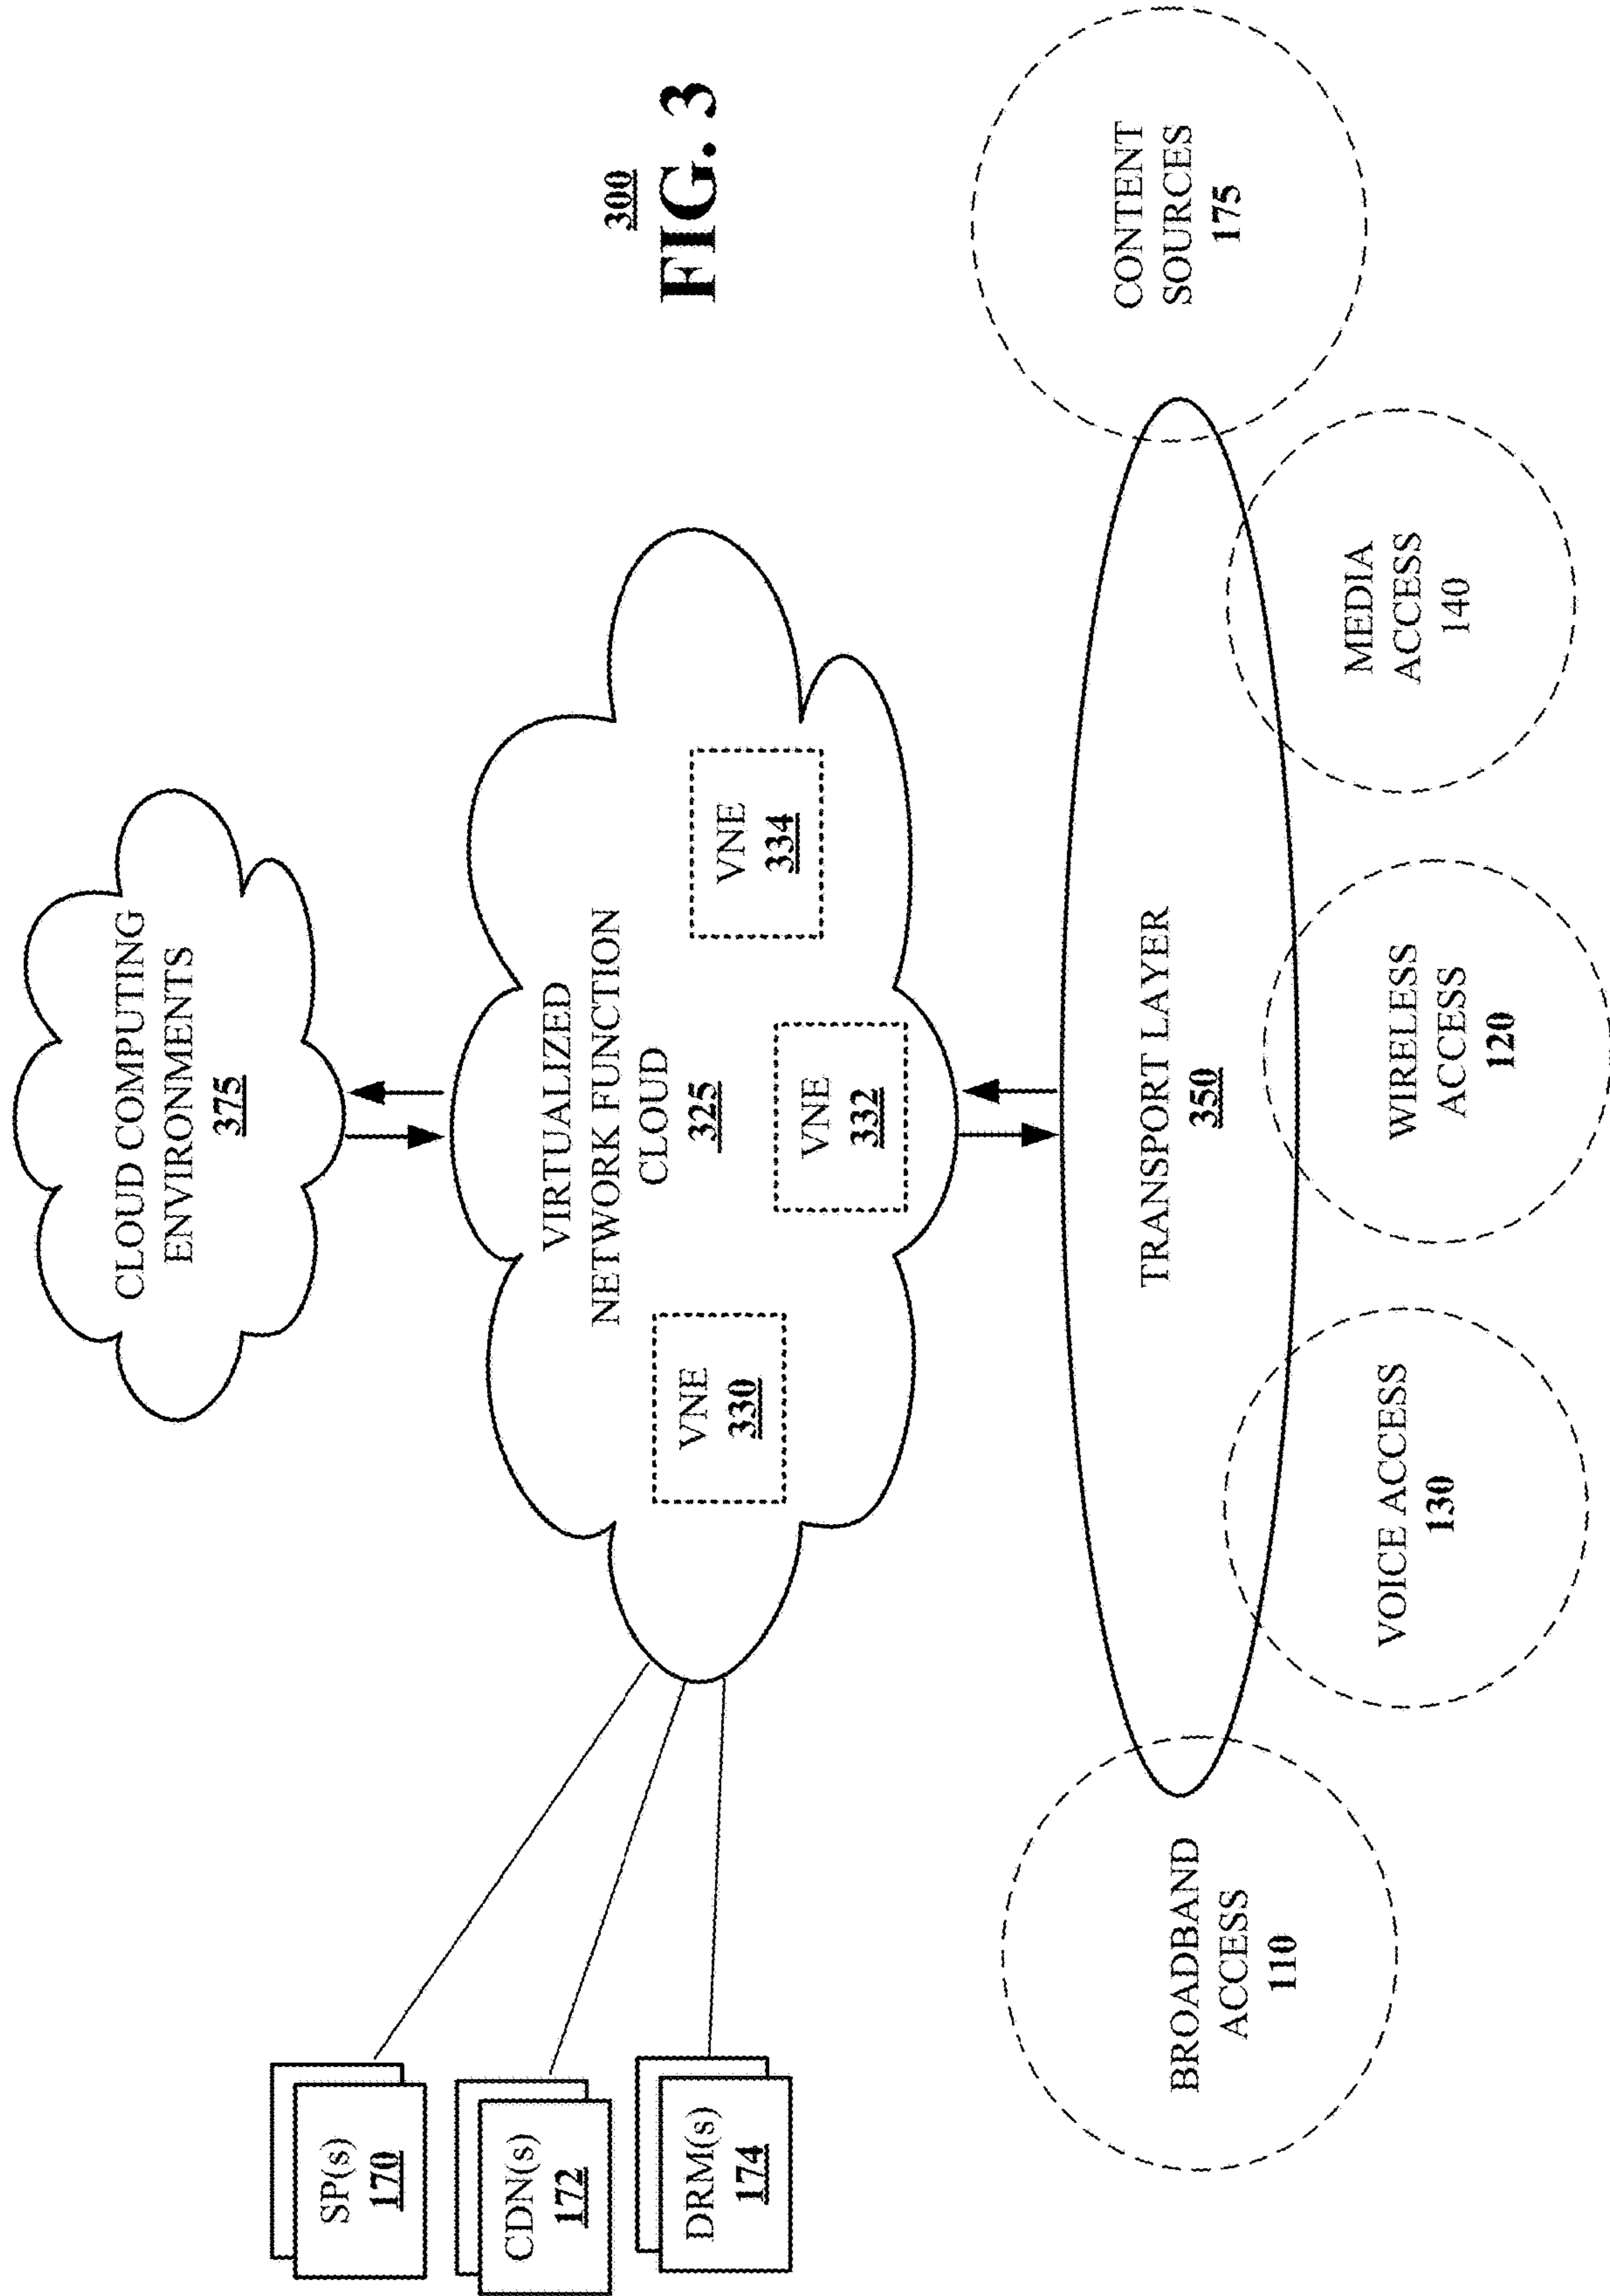 CLOUD COMPUTING
ENVIRONMENTS
375
SP(s)
170
CDN(s)
172
DRM(s)
174
VIRTUALIZED
NETWORK FUNCTION
CLOUD
325
VNE
330
VNE
332
VNE
334
300
FIG. 3
TRANSPORT LAYER
350
BROADBAND
ACCESS
110
VOICE ACCESS
130
WIRELESS
ACCESS
120
MEDIA
ACCESS
140
CONTENT
SOURCES
175